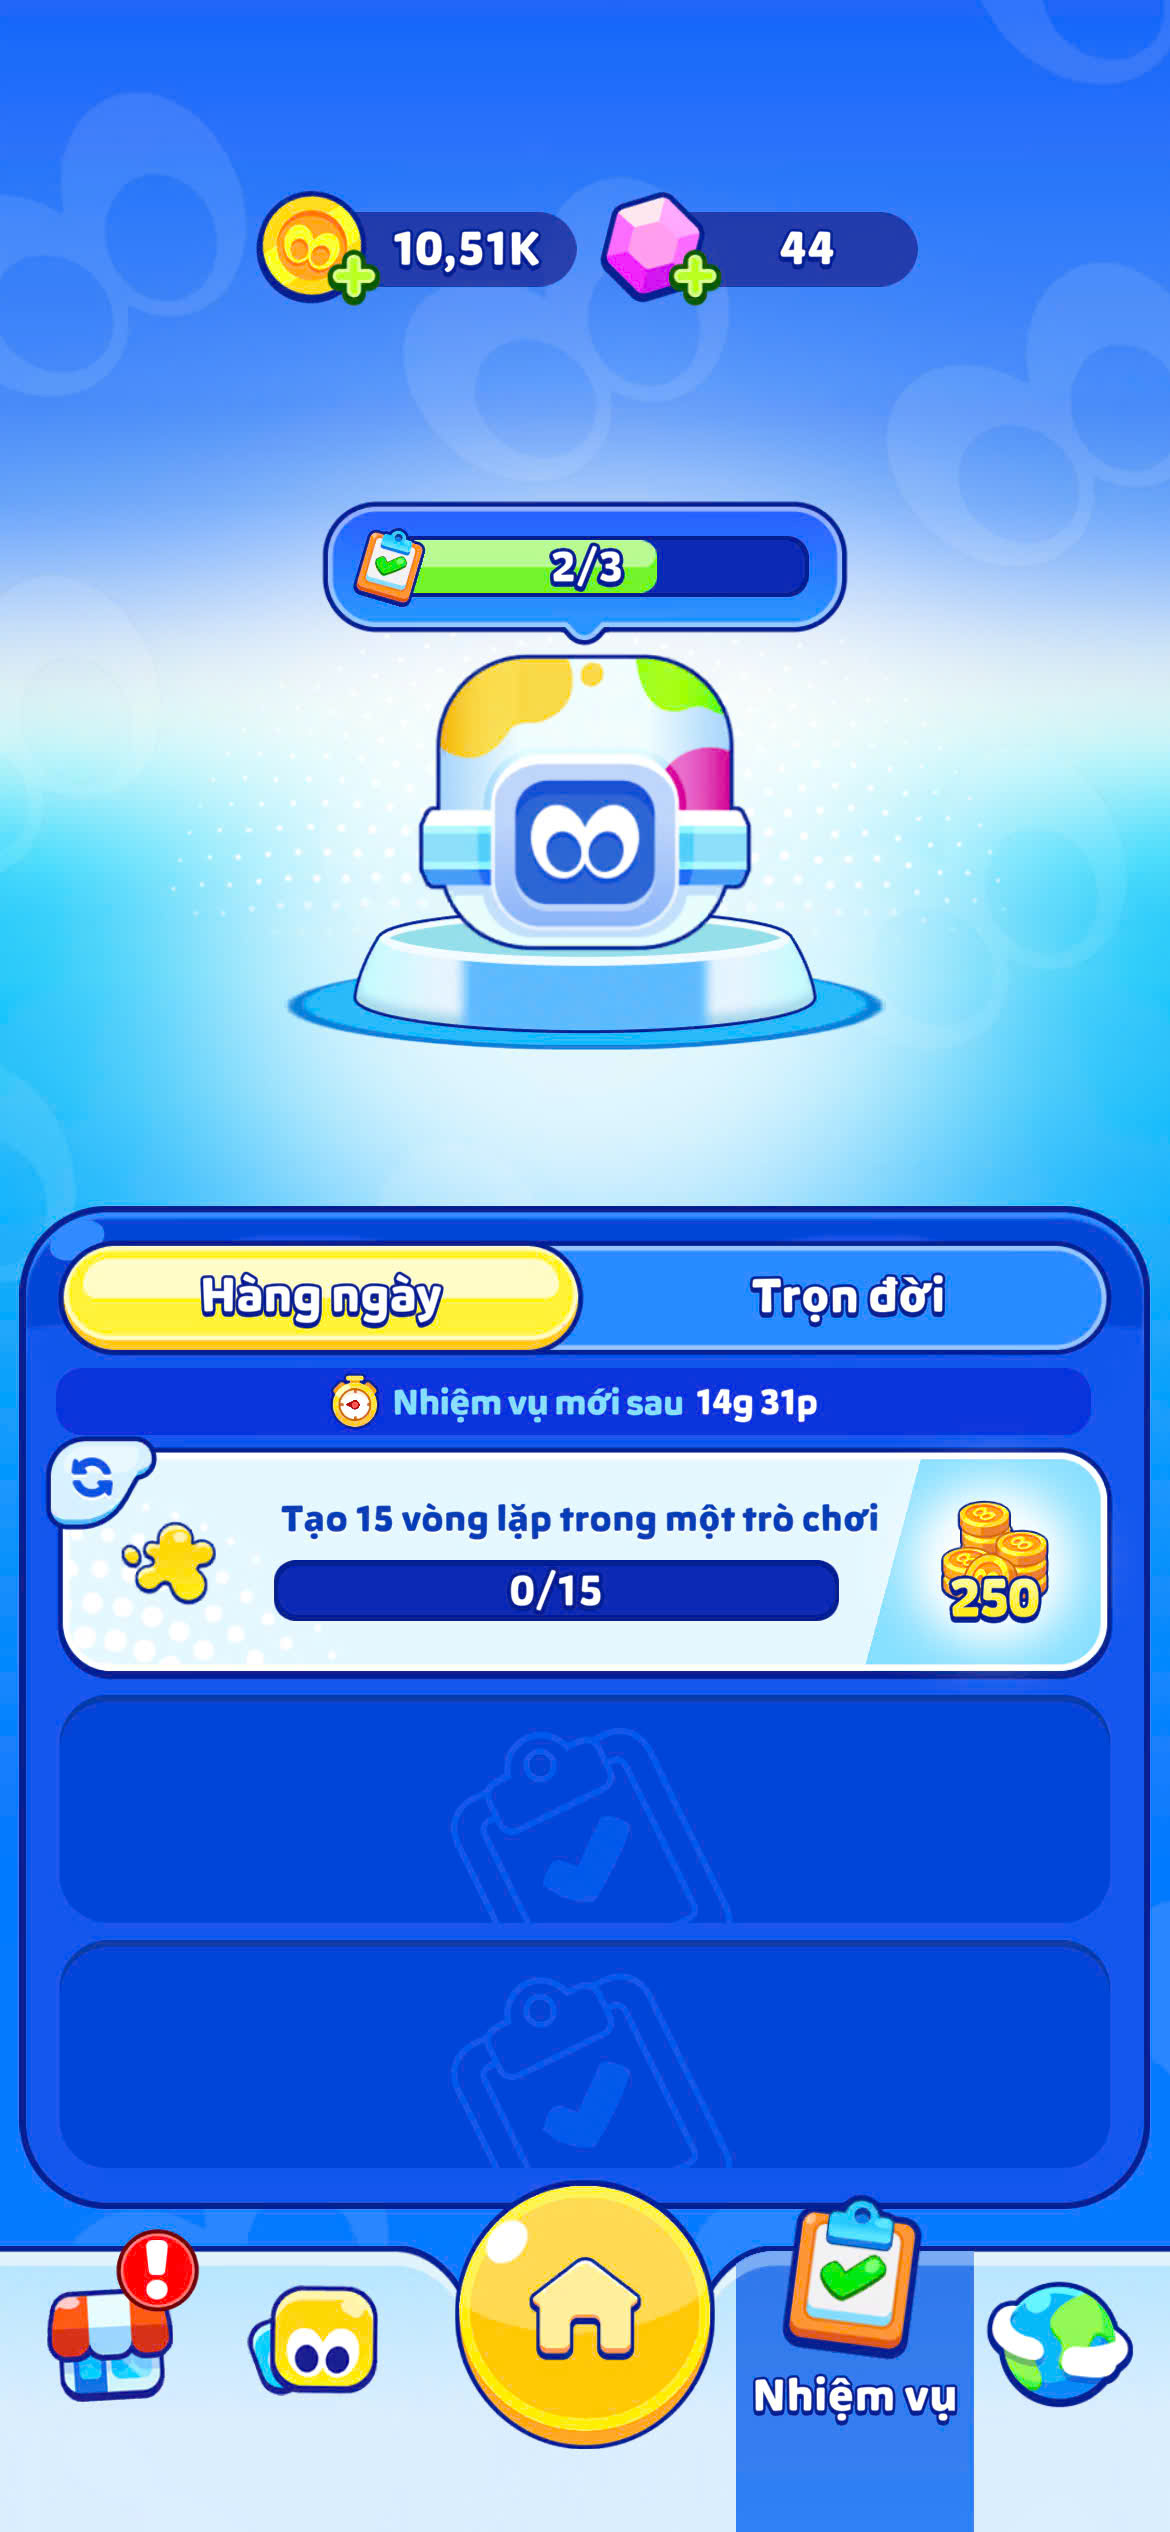 10,51K
44
2/3
Hàng ngày
Trọn đời
Nhiệm vụ mới sau 14g 31p
Tạo 15 vòng lặp trong một trò chơi
0/15
250
Nhiệm vụ